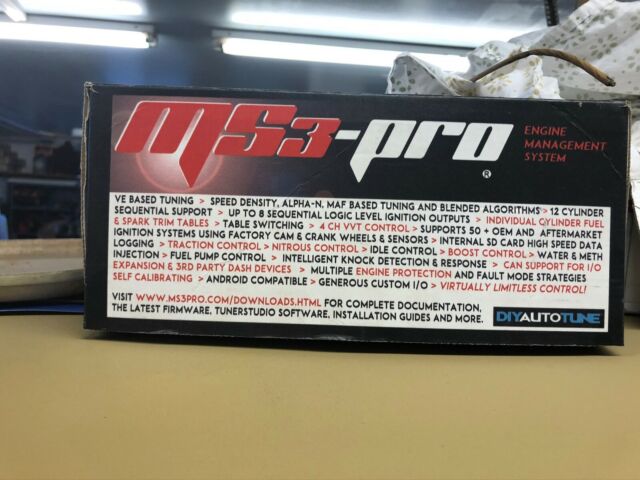 MS3-PRO
®
ENGINE
MANAGEMENT
SYSTEM
VE BASED TUNING > SPEED DENSITY, ALPHA-N, MAF BASED TUNING AND BLENDED ALGORITHMS > 12 CYLINDER
SEQUENTIAL SUPPORT > UP TO 8 SEQUENTIAL LOGIC LEVEL IGNITION OUTPUTS > INDIVIDUAL CYLINDER FUEL
& SPARK TRIM TABLES > TABLE SWITCHING > 4 CH VVT CONTROL > SUPPORTS 50 + OEM AND AFTERMARKET
IGNITION SYSTEMS USING FACTORY CAM & CRANK WHEELS & SENSORS > INTERNAL SD CARD HIGH SPEED DATA
LOGGING > TRACTION CONTROL > NITROUS CONTROL > IDLE CONTROL > BOOST CONTROL > WATER & METH
INJECTION > FUEL PUMP CONTROL > INTELLIGENT KNOCK DETECTION & RESPONSE > CAN SUPPORT FOR I/O
EXPANSION & 3RD PARTY DASH DEVICES > MULTIPLE ENGINE PROTECTION AND FAULT MODE STRATEGIES
SELF CALIBRATING > ANDROID COMPATIBLE > GENEROUS CUSTOM I/O > VIRTUALLY LIMITLESS CONTROL!
VISIT WWW.MS3PRO.COM/DOWNLOADS.HTML FOR COMPLETE DOCUMENTATION,
THE LATEST FIRMWARE, TUNERSTUDIO SOFTWARE, INSTALLATION GUIDES AND MORE.
DIYAUTOTUNE